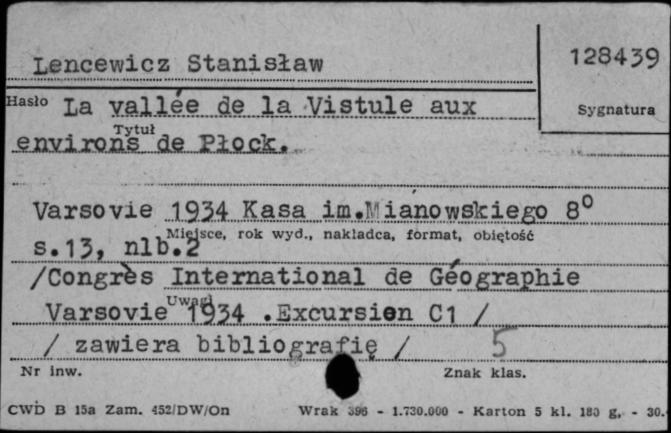 Lencewicz Stanisław
128439
Hasło La vallée de la Vistule aux
Sygnatura
Tytuł
environs de Płock.
Varsovie 1934 Kasa im.Mianowskiego 8°
Miejsce, rok wyd., nakładca, format, objętość
s.13, nlb.2
/Congrès International de Géographie
Uwagi
Varsovie 1934 .Excursion C1 /
/ zawiera bibliografię / 5
Nr inw.
Znak klas.
CWD B 15a Zam. 452/DW/On Wrak 396 - 1.730.000 - Karton 5 kl. 180 g, - 30.